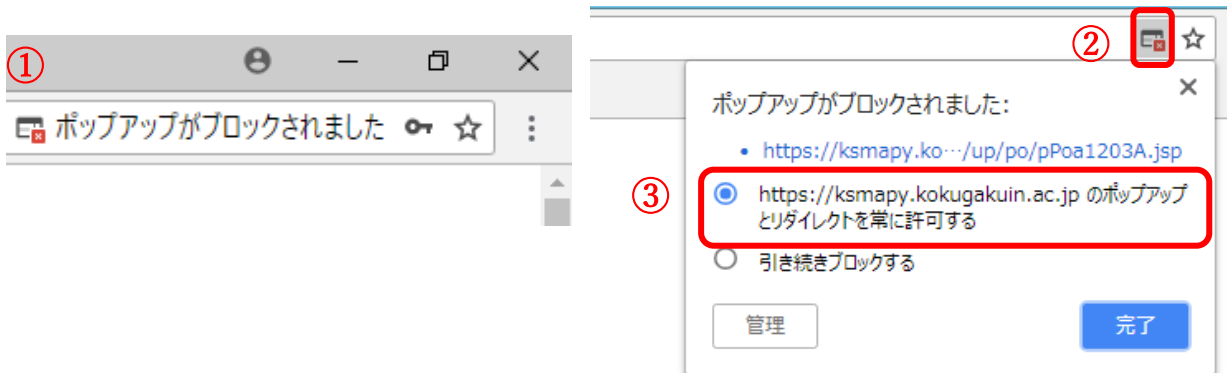 ①
ポップアップがブロックされました
②
ポップアップがブロックされました:
• https://ksmapy.ko…/up/po/pPoa1203A.jsp
③
https://ksmapy.kokugakuin.ac.jp のポップアップ
とリダイレクトを常に許可する
引き続きブロックする
管理
完了